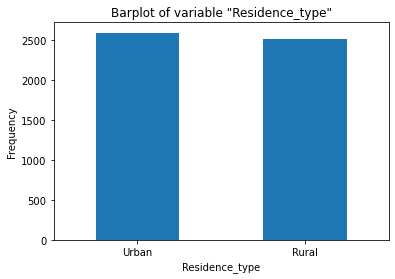 Barplot of variable "Residence_type"
2500
2000
1500
1000
500
0
Frequency
Urban
Rural
Residence_type